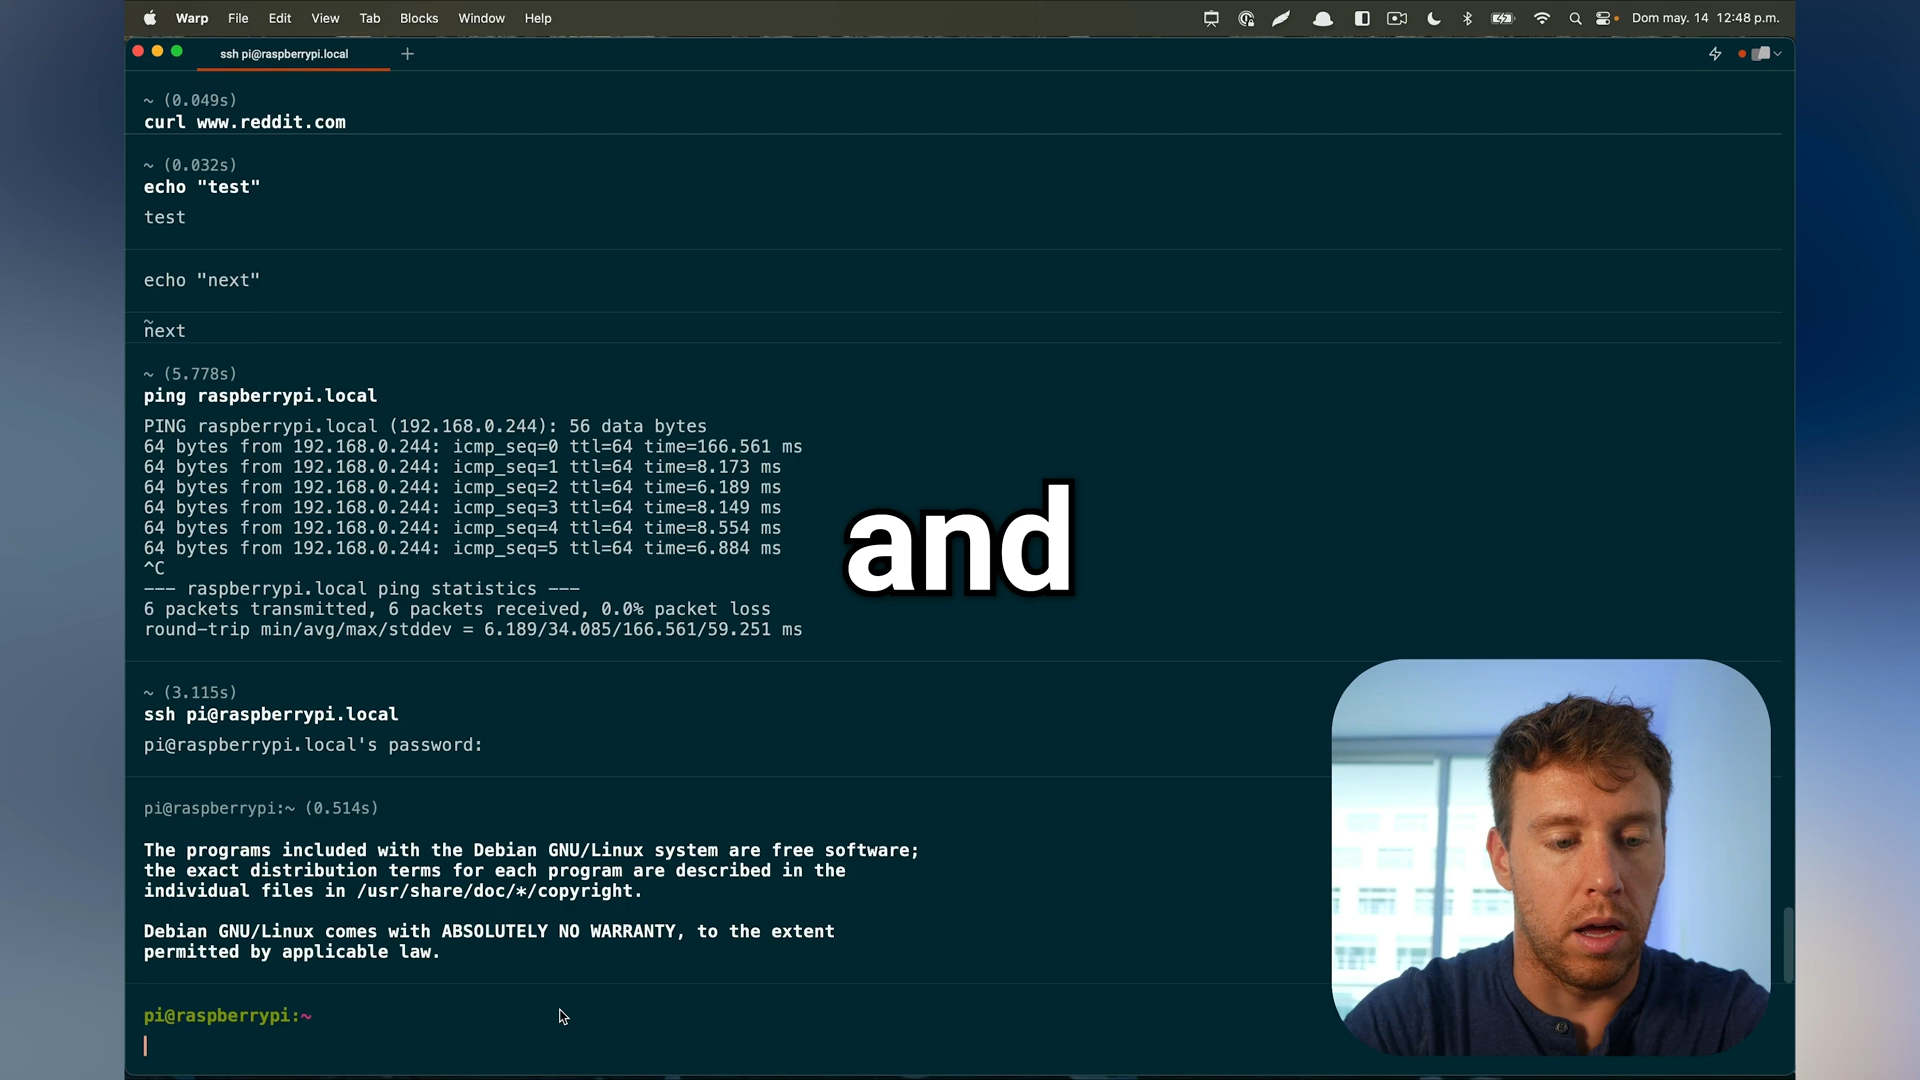 Warp File Edit View Tab Blocks Window Help Dom may. 14 12:48 p.m.
ssh pi@raspberrypi.local +
~ (0.049s)
curl www.reddit.com
~ (0.032s)
echo "test"
test
echo "next"
~
next
~ (5.778s)
ping raspberrypi.local
PING raspberrypi.local (192.168.0.244): 56 data bytes
64 bytes from 192.168.0.244: icmp_seq=0 ttl=64 time=166.561 ms
64 bytes from 192.168.0.244: icmp_seq=1 ttl=64 time=8.173 ms
64 bytes from 192.168.0.244: icmp_seq=2 ttl=64 time=6.189 ms
64 bytes from 192.168.0.244: icmp_seq=3 ttl=64 time=8.149 ms
64 bytes from 192.168.0.244: icmp_seq=4 ttl=64 time=8.554 ms
64 bytes from 192.168.0.244: icmp_seq=5 ttl=64 time=6.884 ms
^C
--- raspberrypi.local ping statistics ---
6 packets transmitted, 6 packets received, 0.0% packet loss
round-trip min/avg/max/stddev = 6.189/34.085/166.561/59.251 ms
and
~ (3.115s)
ssh pi@raspberrypi.local
pi@raspberrypi.local's password:
pi@raspberrypi:~ (0.514s)
The programs included with the Debian GNU/Linux system are free software;
the exact distribution terms for each program are described in the
individual files in /usr/share/doc/*/copyright.
Debian GNU/Linux comes with ABSOLUTELY NO WARRANTY, to the extent
permitted by applicable law.
pi@raspberrypi:~